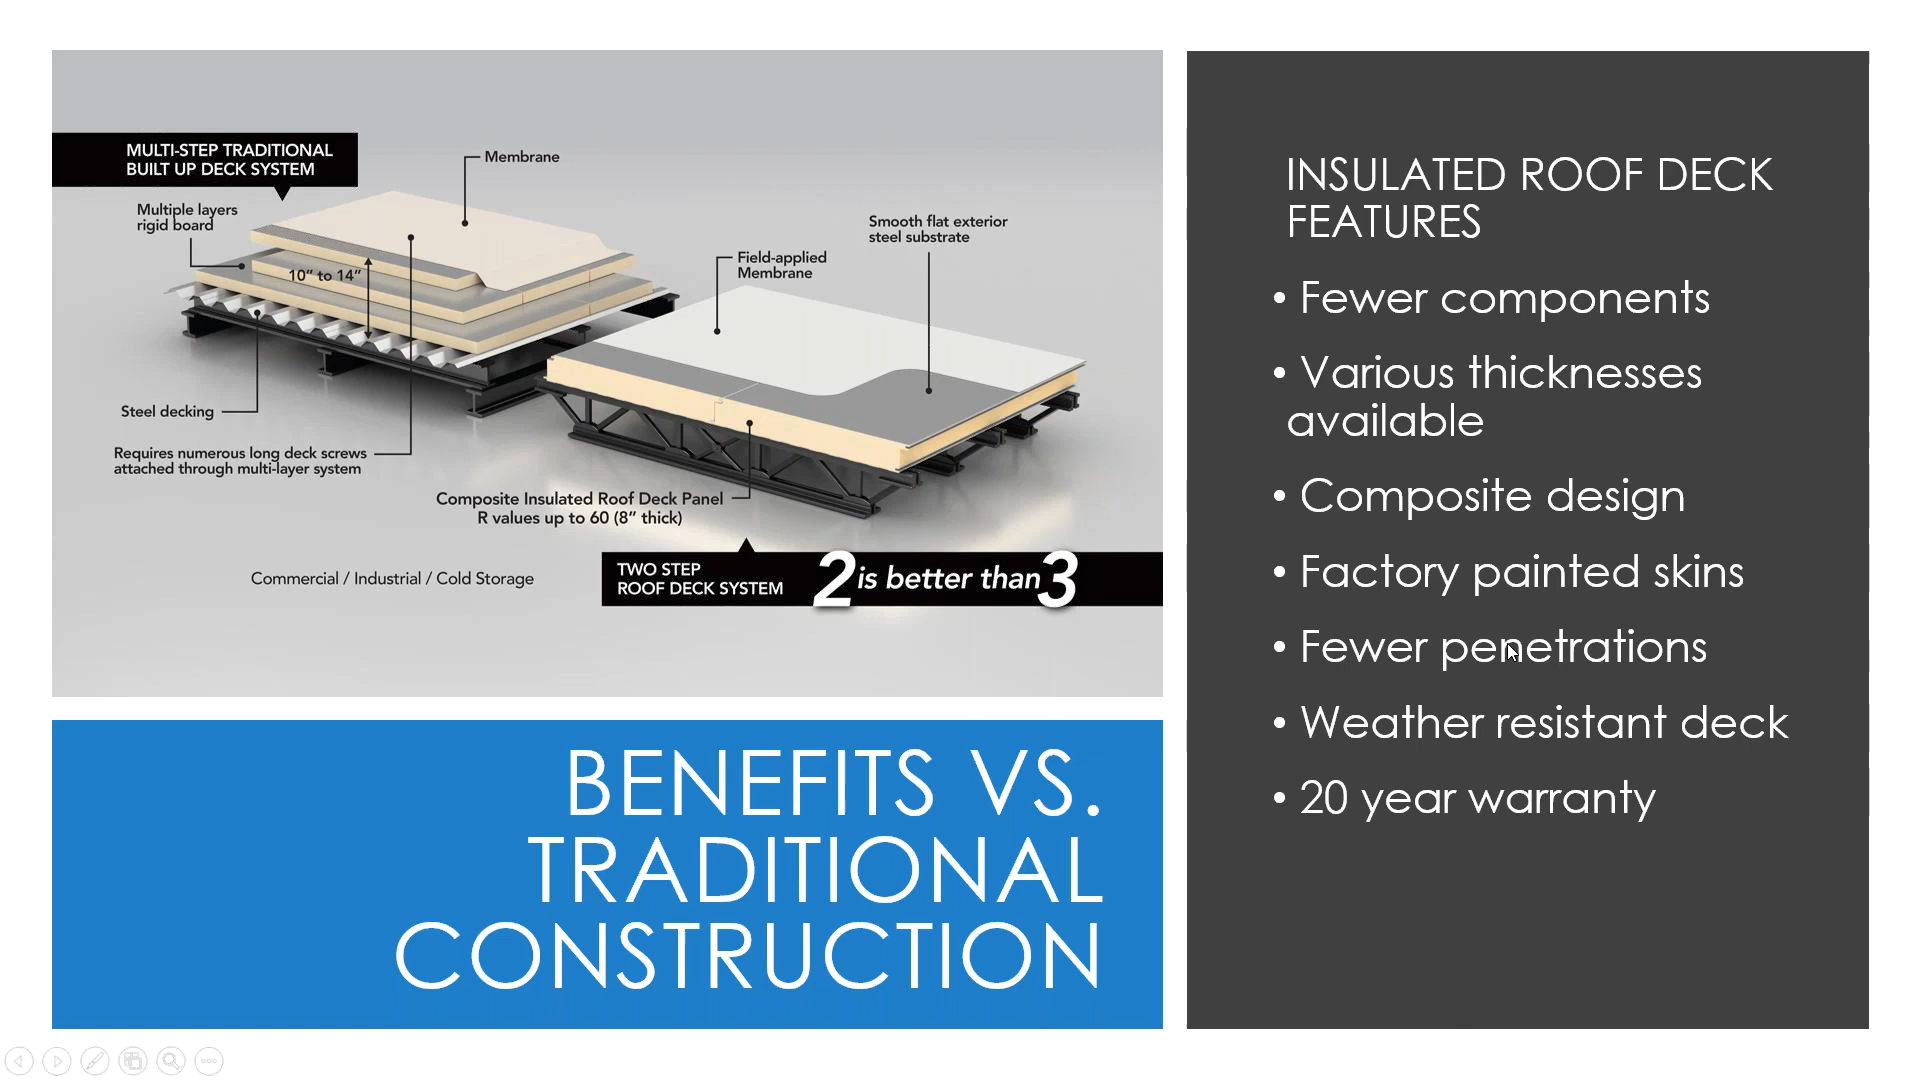 MULTI-STEP TRADITIONAL
BUILT UP DECK SYSTEM
Membrane
Multiple layers
rigid board
10” to 14”
Steel decking
Requires numerous long deck screws
attached through multi-layer system
Smooth flat exterior
steel substrate
Field-applied
Membrane
Composite Insulated Roof Deck Panel
R values up to 60 (8” thick)
Commercial / Industrial / Cold Storage
TWO STEP
ROOF DECK SYSTEM
2 is better than 3
BENEFITS VS.
TRADITIONAL
CONSTRUCTION
INSULATED ROOF DECK
FEATURES
• Fewer components
• Various thicknesses
available
• Composite design
• Factory painted skins
• Fewer penetrations
• Weather resistant deck
• 20 year warranty